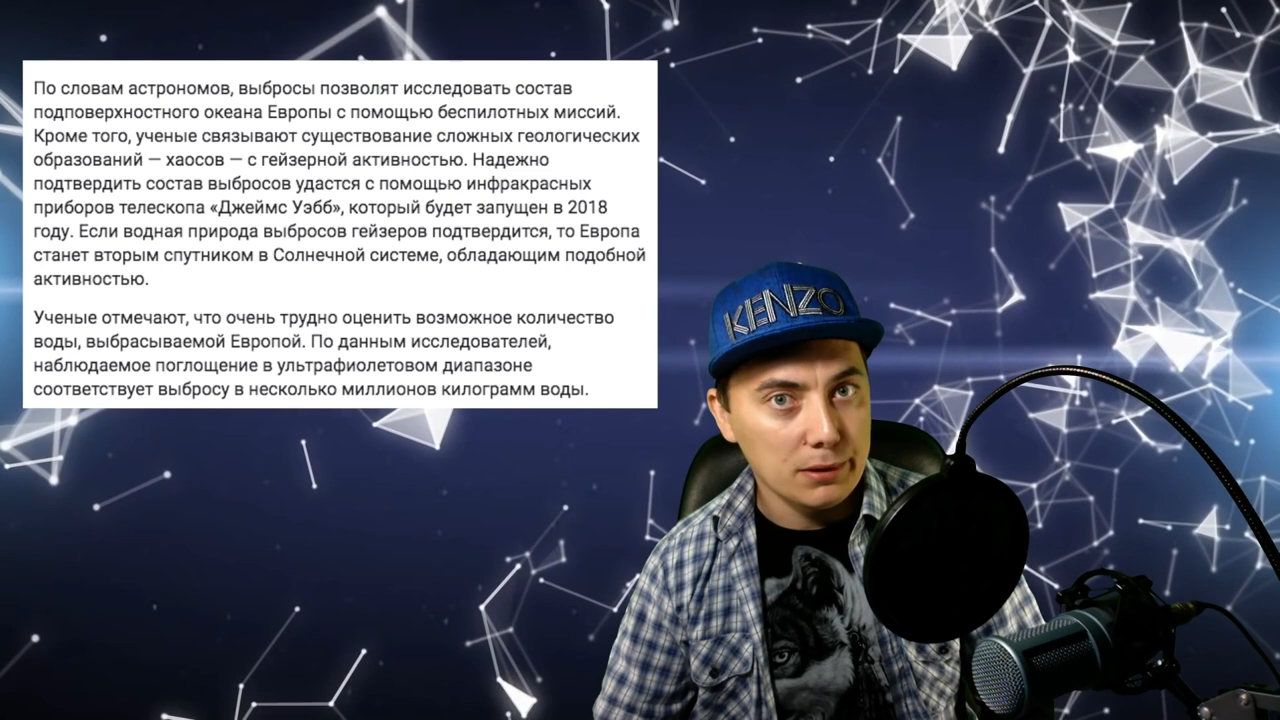 По словам астрономов, выбросы позволят исследовать состав
подповерхностного океана Европы с помощью беспилотных миссий.
Кроме того, ученые связывают существование сложных геологических
образований — хаосов — с гейзерной активностью. Надежно
подтвердить состав выбросов удастся с помощью инфракрасных
приборов телескопа «Джеймс Уэбб», который будет запущен в 2018
году. Если водная природа выбросов гейзеров подтвердится, то Европа
станет вторым спутником в Солнечной системе, обладающим подобной
активностью.
Ученые отмечают, что очень трудно оценить возможное количество
воды, выбрасываемой Европой. По данным исследователей,
наблюдаемое поглощение в ультрафиолетовом диапазоне
соответствует выбросу в несколько миллионов килограмм воды.
KENZO